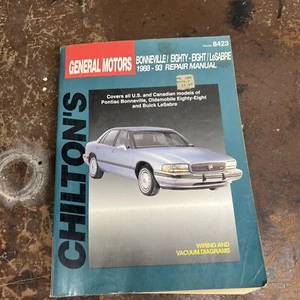 8423
GENERAL MOTORS
BONNEVILLE / EIGHTY-EIGHT / LeSABRE
1988-93 REPAIR MANUAL
Covers all U.S. and Canadian models of
Pontiac Bonneville, Oldsmobile Eighty-Eight
and Buick LeSabre
CHILTON'S
WIRING AND
VACUUM DIAGRAMS